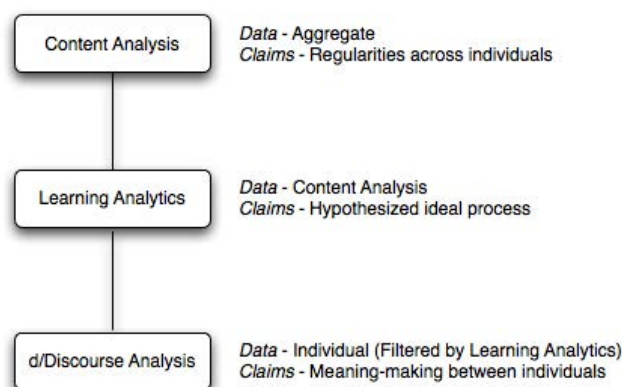 Content Analysis
Data - Aggregate
Claims - Regularities across individuals
Learning Analytics
Data - Content Analysis
Claims - Hypothesized ideal process
d/Discourse Analysis
Data - Individual (Filtered by Learning Analytics)
Claims - Meaning-making between individuals